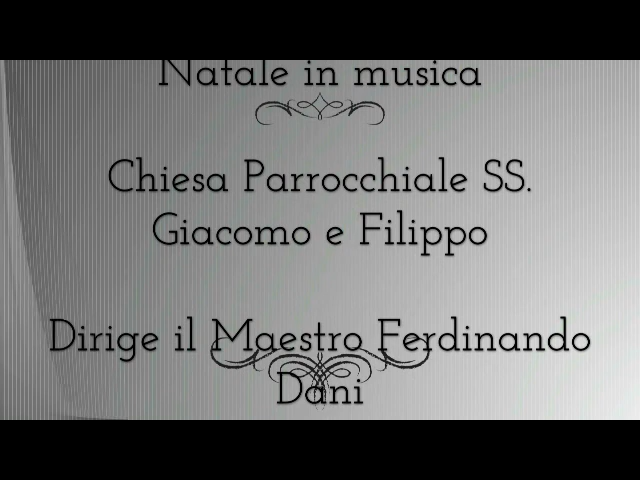 Natale in musica
Chiesa Parrocchiale SS.
Giacomo e Filippo
Dirige il Maestro Ferdinando
Dani